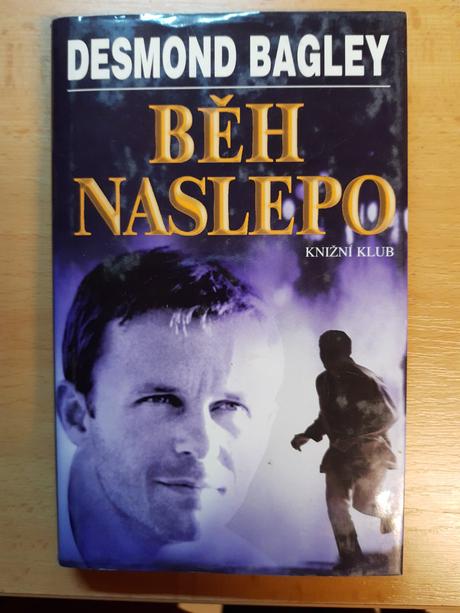 DESMOND BAGLEY
BĚH
NASLEPO
KNIŽNÍ KLUB